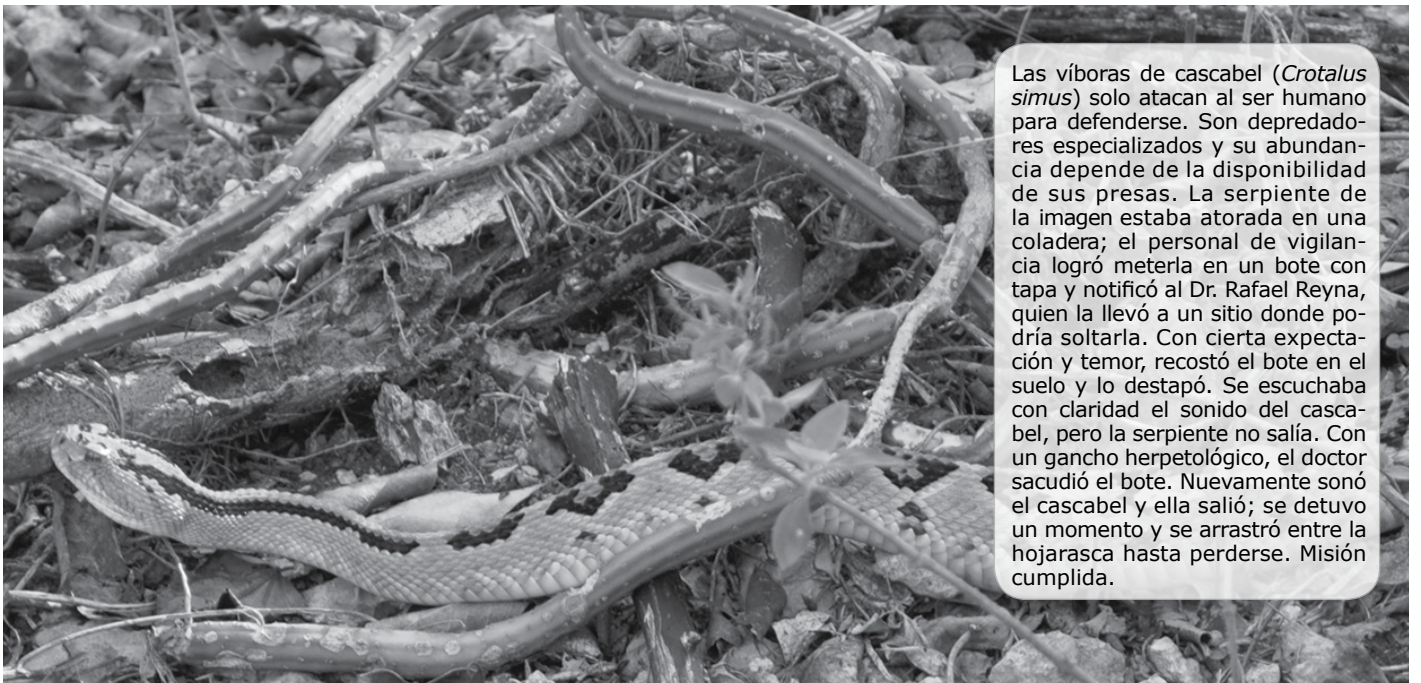 Las víboras de cascabel (Crotalus
simus) solo atacan al ser humano
para defenderse. Son depredado-
res especializados y su abundan-
cia depende de la disponibilidad
de sus presas. La serpiente de
la imagen estaba atorada en una
coladera; el personal de vigilan-
cia logró meterla en un bote con
tapa y notificó al Dr. Rafael Reyna,
quien la llevó a un sitio donde po-
dría soltarla. Con cierta expecta-
ción y temor, recostó el bote en el
suelo y lo destapó. Se escuchaba
con claridad el sonido del casca-
bel, pero la serpiente no salía. Con
un gancho herpetológico, el doctor
sacudió el bote. Nuevamente sonó
el cascabel y ella salió; se detuvo
un momento y se arrastró entre la
hojarasca hasta perderse. Misión
cumplida.